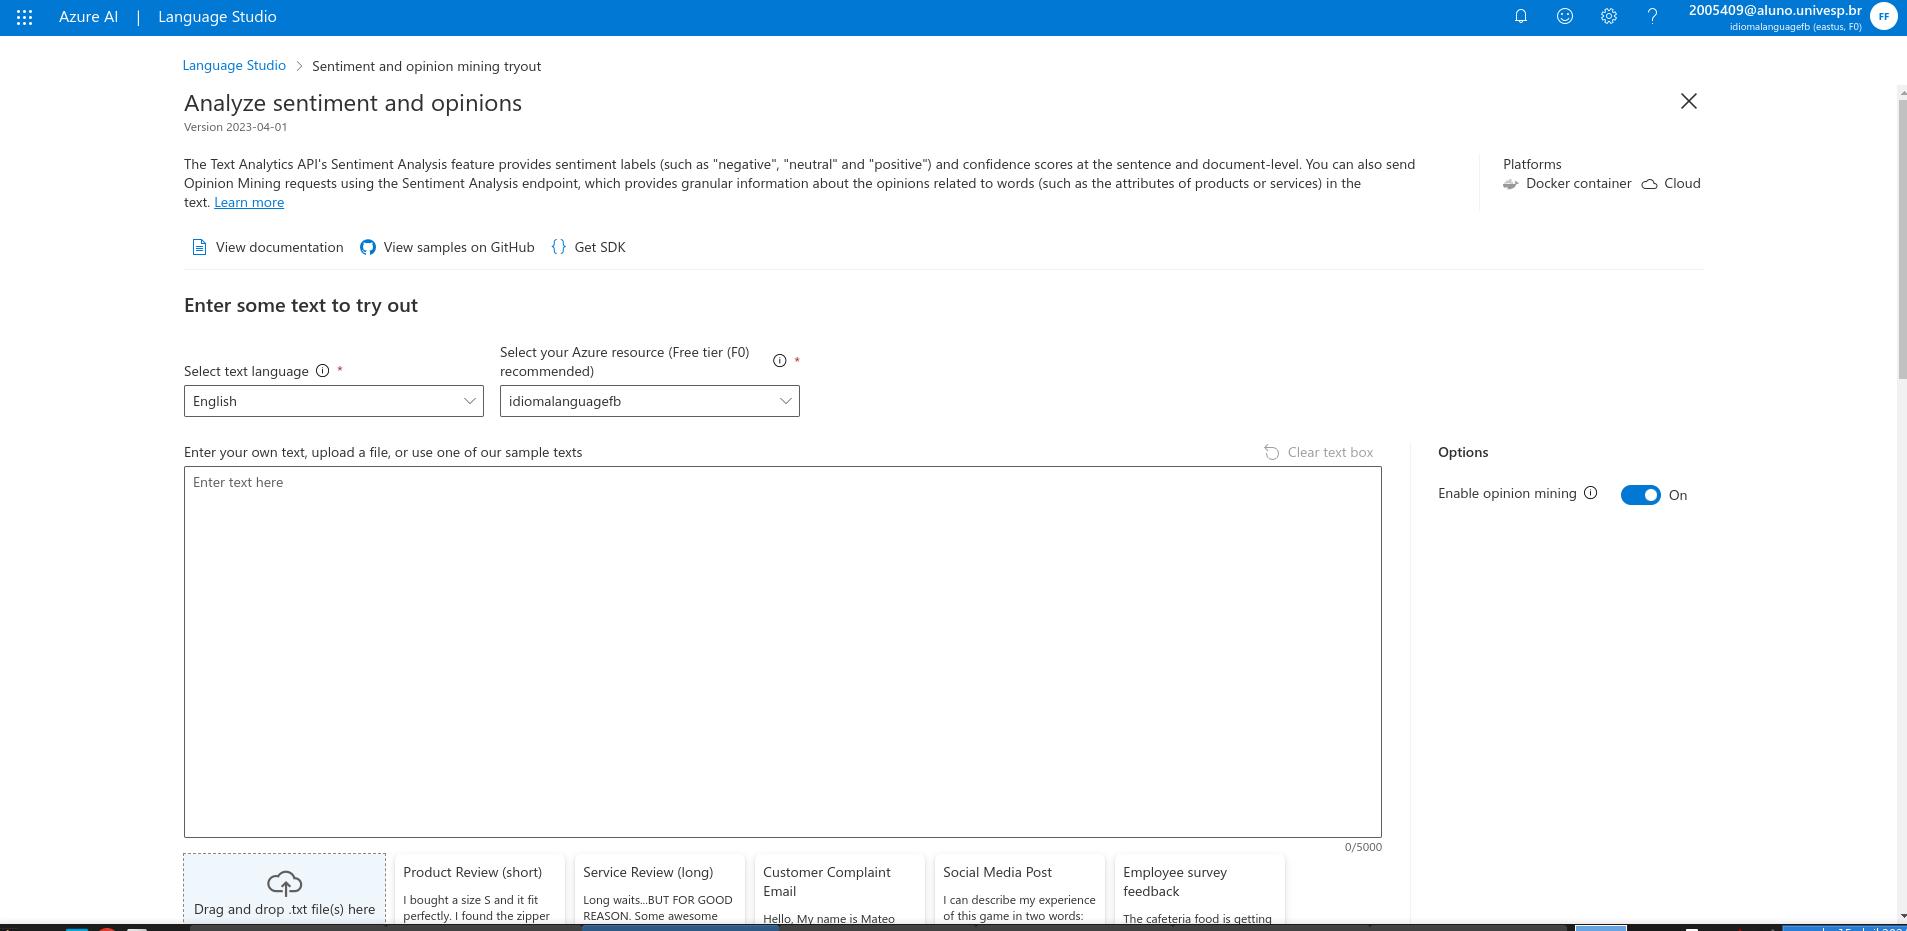 Azure AI | Language Studio
2005409@aluno.univesp.br
idiomalanguagefb (eastus, F0)
FF
Language Studio > Sentiment and opinion mining tryout
Analyze sentiment and opinions
Version 2023-04-01
The Text Analytics API's Sentiment Analysis feature provides sentiment labels (such as "negative", "neutral" and "positive") and confidence scores at the sentence and document-level. You can also send
Opinion Mining requests using the Sentiment Analysis endpoint, which provides granular information about the opinions related to words (such as the attributes of products or services) in the
text. Learn more
Platforms
Docker container Cloud
View documentation View samples on GitHub {} Get SDK
Enter some text to try out
Select text language *
English
Select your Azure resource (Free tier (F0)
recommended) *
idiomalanguagefb
Enter your own text, upload a file, or use one of our sample texts
Clear text box
Enter text here
0/5000
Options
Enable opinion mining On
Drag and drop .txt file(s) here
Product Review (short)
I bought a size S and it fit
perfectly. I found the zipper
Service Review (long)
Long waits...BUT FOR GOOD
REASON. Some awesome
Customer Complaint
Email
Hello, My name is Mateo
Social Media Post
I can describe my experience
of this game in two words:
Employee survey
feedback
The cafeteria food is getting